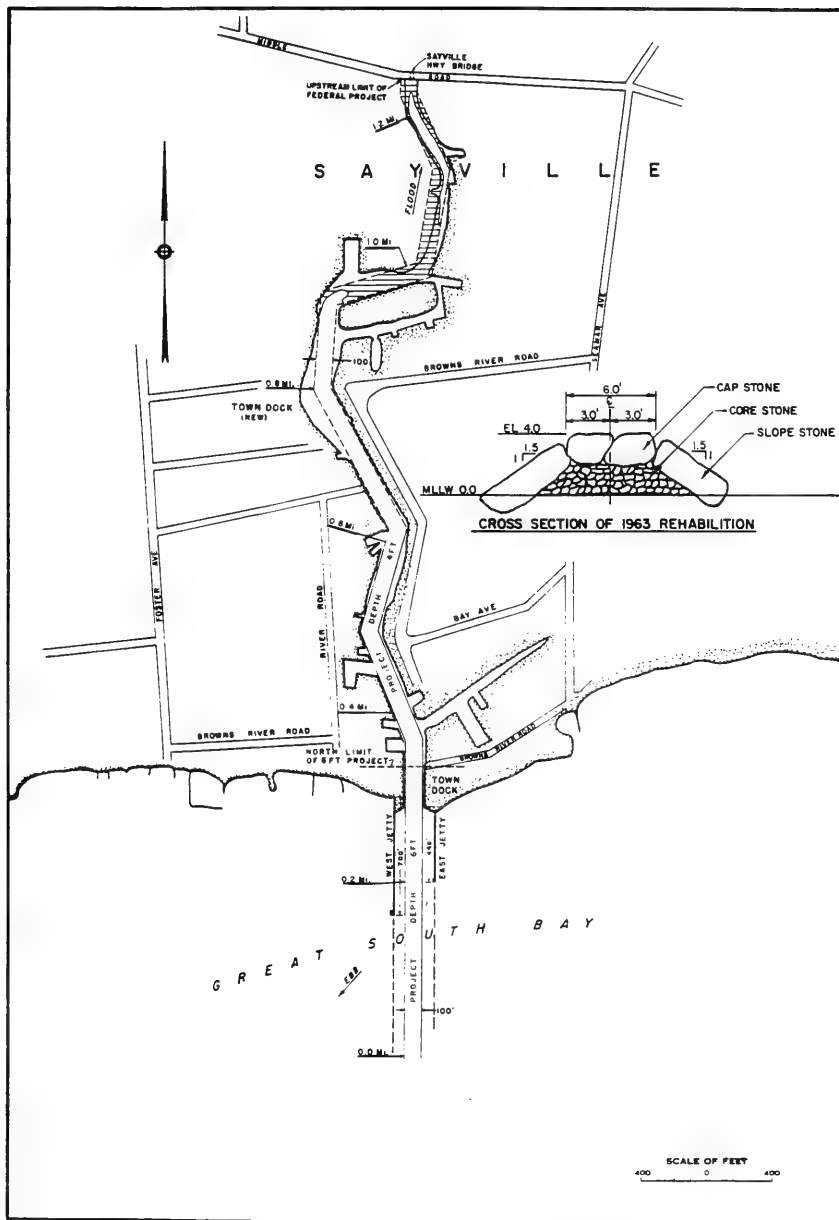 MIDDLE
ROAD
SAYVILLE
HWY BRIDGE
UPSTREAM LIMIT OF
FEDERAL PROJECT
1.2 Mi.
SAYVILLE
FLOOD
1.0 Mi
100'
0.8 Mi.
TOWN DOCK
(NEW)
BROWNS RIVER ROAD
SEAMAN AVE
6.0'
3.0' 3.0'
CAP STONE
CORE STONE
SLOPE STONE
EL 4.0
1.5
1
1.5
1
MLLW 0.0
CROSS SECTION OF 1963 REHABILITION
0.6 Mi
PROJECT DEPTH 4FT
FOSTER AVE
RIVER ROAD
BAY AVE
0.4 Mi
BROWNS RIVER ROAD
NORTH LIMIT
OF 6FT PROJECT
BROWNS RIVER ROAD
TOWN
DOCK
WEST JETTY
700'
PROJECT DEPTH 6FT
EAST JETTY
0.2 Mi.
GREAT SOUTH BAY
EBB
100'
0.0 Mi.
SCALE OF FEET
400 0 400